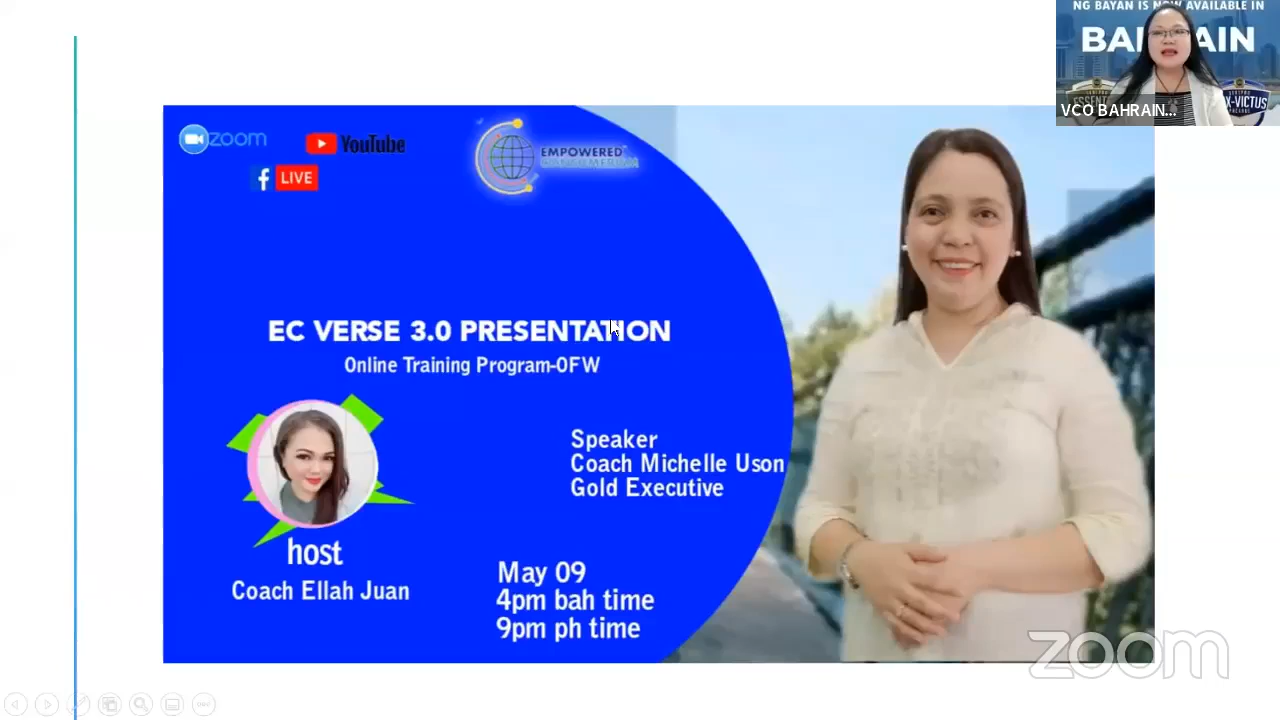 NG BAYAN IS NOW AVAILABLE IN
VCO BAHRAIN...
zoom
YouTube
f LIVE
EMPOWERED
EC VERSE 3.0 PRESENTATION
Online Training Program-OFW
Speaker
Coach Michelle Uson
Gold Executive
host
Coach Ellah Juan
May 09
4pm bah time
9pm ph time
zoom